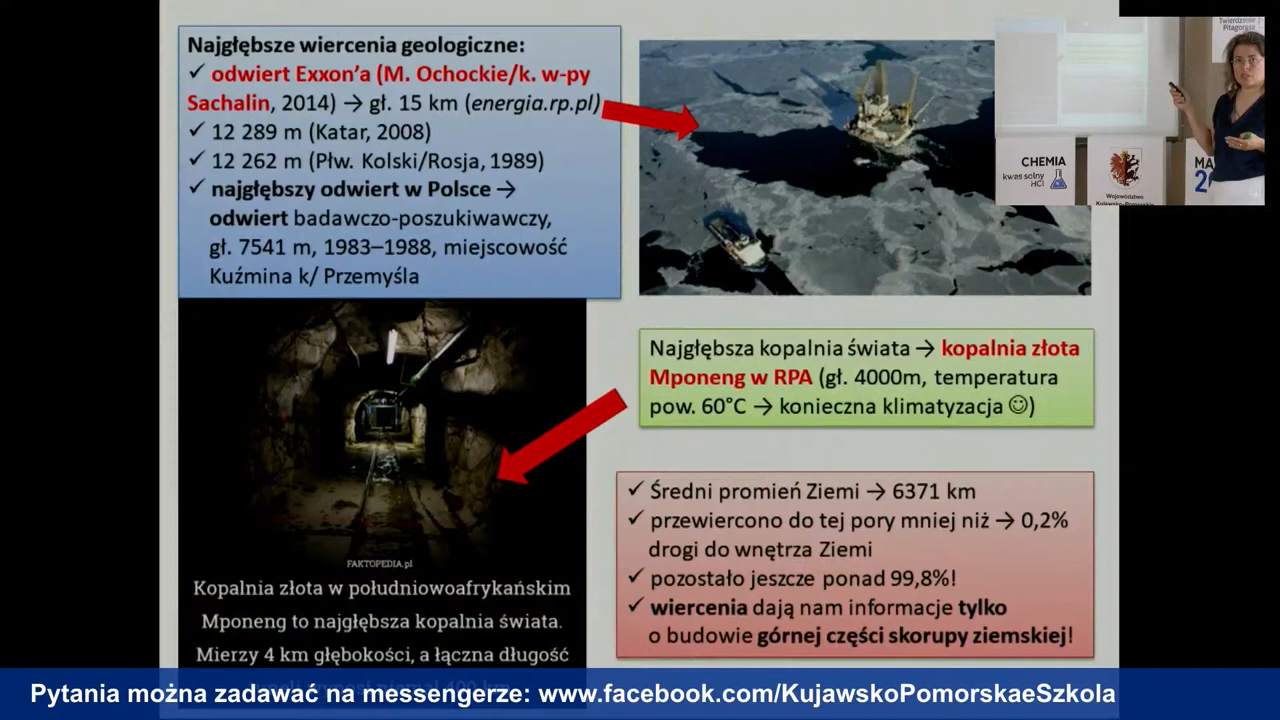 Najgłębsze wiercenia geologiczne:
✓ odwiert Exxon'a (M. Ochockie/k. w-py
Sachalin, 2014) → gł. 15 km (energia.rp.pl)
✓ 12 289 m (Katar, 2008)
✓ 12 262 m (Płw. Kolski/Rosja, 1989)
✓ najgłębszy odwiert w Polsce →
odwiert badawczo-poszukiwawczy,
gł. 7541 m, 1983–1988, miejscowość
Kuźmina k/ Przemyśla
Twierdzenie
Pitagorasa
CHEMIA
kwas solny
HCl
Województwo
Kujawsko-Pomorskie
MA
2
Najgłębsza kopalnia świata → kopalnia złota
Mponeng w RPA (gł. 4000m, temperatura
pow. 60°C → konieczna klimatyzacja ☺)
FAKTOPEDIA.pl
Kopalnia złota w południowoafrykańskim
Mponeng to najgłębsza kopalnia świata.
Mierzy 4 km głębokości, a łączna długość
✓ Średni promień Ziemi → 6371 km
✓ przewiercono do tej pory mniej niż → 0,2%
drogi do wnętrza Ziemi
✓ pozostało jeszcze ponad 99,8%!
✓ wiercenia dają nam informacje tylko
o budowie górnej części skorupy ziemskiej!
Pytania można zadawać na messengerze: www.facebook.com/KujawskoPomorskaeSzkola